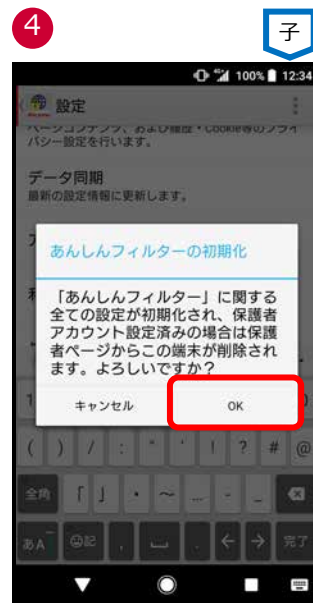 4
子
100% 12:34
設定
ページコンテンツ、および履歴・Cookie等のプライ
バシー設定を行います。
データ同期
最新の設定情報に更新します。
あんしんフィルターの初期化
「あんしんフィルター」に関する
全ての設定が初期化され、保護者
アカウント設定済みの場合は保護
者ページからこの端末が削除され
ます。よろしいですか？
キャンセル OK
( ) / : ! ? # @
全角 「 」 ・ ～ … - _
あA 記 , . ← → 完了